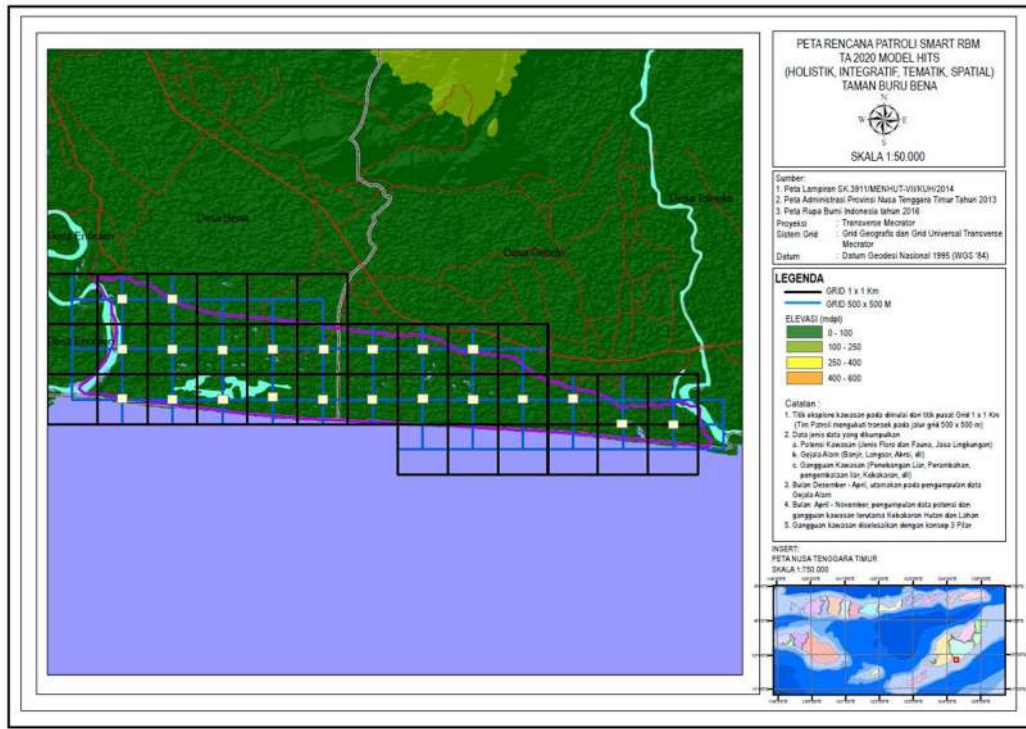 PETA RENCANA PATROLI SMART RBM
TA 2020 MODEL HITS
(HOLISTIK, INTEGRATIF, TEMATIK, SPATIAL)
TAMAN BURU BENA
N
W E
S
SKALA 1:50.000
Sumber:
1. Peta Lampiran SK.3911/MENHUT-VII/KUH/2014
2. Peta Administrasi Provinsi Nusa Tenggara Timur Tahun 2013
3. Peta Rupa Bumi Indonesia tahun 2016
Proyeksi : Transverse Mecrator
Sistem Grid : Grid Geografis dan Grid Universal Transverse
Mecrator
Datum : Datum Geodesi Nasional 1995 (WGS '84)
LEGENDA
GRID 1 x 1 Km
GRID 500 x 500 M
ELEVASI (mdpl)
0 - 100
100 - 250
250 - 400
400 - 600
Catatan :
1. Titik eksplore kawasan pada dimulai dari titik pusat Grid 1 x 1 Km
(Tim Patroli mengukuti transek pada jalur grid 500 x 500 m)
2. Data jenis data yang dikumpulkan
a. Potensi Kawasan (Jenis Flora dan Fauna, Jasa Lingkungan)
b. Gejala Alam (Banjir, Longsor, dll)
c. Gangguan Kawasan (Penebangan Liar, Perambahan,
pengembalaan liar, Kebakaran, dll)
3. Bulan Desember - April, utamakan pada pengumpulan data
Gejala Alam
4. Bulan April - November, pengumpulan data potensi dan
gangguan kawasan terutama Kebakaran Hutan dan Lahan
5. Gangguan kawasan diselesaikan dengan konsep 3 Pilar
INSERT:
PETA NUSA TENGGARA TIMUR
SKALA 1:750.000
Desa Bena
Desa
Desa
Desa